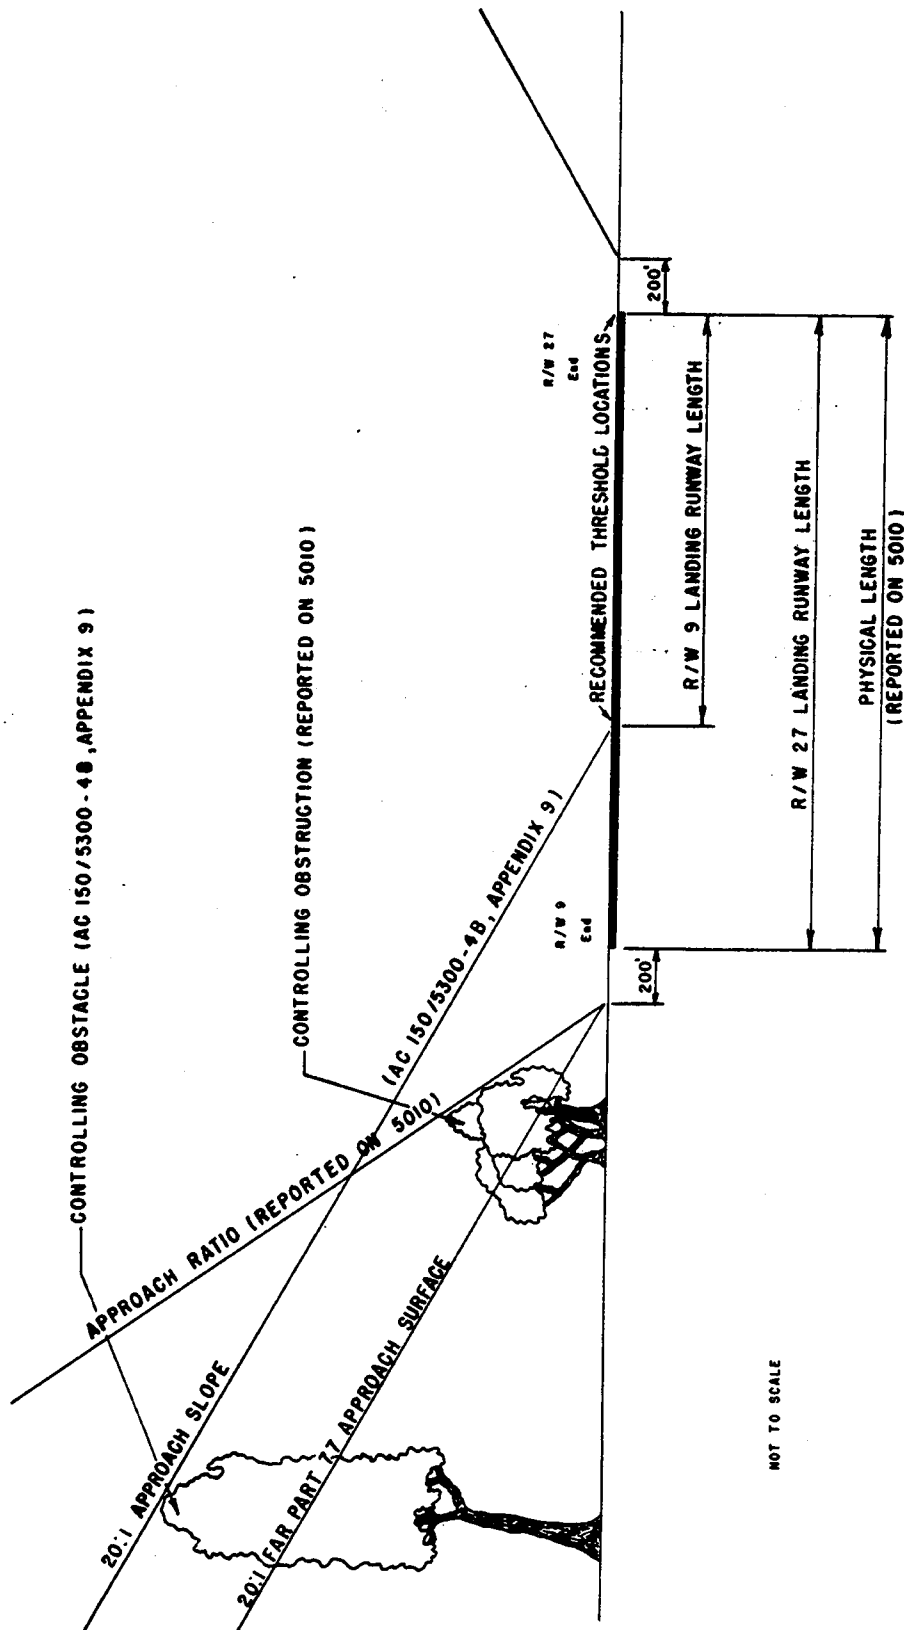 CONTROLLING OBSTACLE (AC 150/5300-4B, APPENDIX 9)
CONTROLLING OBSTRUCTION (REPORTED ON 5010)
APPROACH RATIO (REPORTED ON 5010)
20:1 APPROACH SLOPE
(AC 150/5300-4B, APPENDIX 9)
20:1 (FAR PART 77 APPROACH SURFACE
R/W 9
End
R/W 27
End
RECOMMENDED THRESHOLD LOCATIONS
200'
200'
R/W 9 LANDING RUNWAY LENGTH
R/W 27 LANDING RUNWAY LENGTH
PHYSICAL LENGTH
(REPORTED ON 5010)
NOT TO SCALE